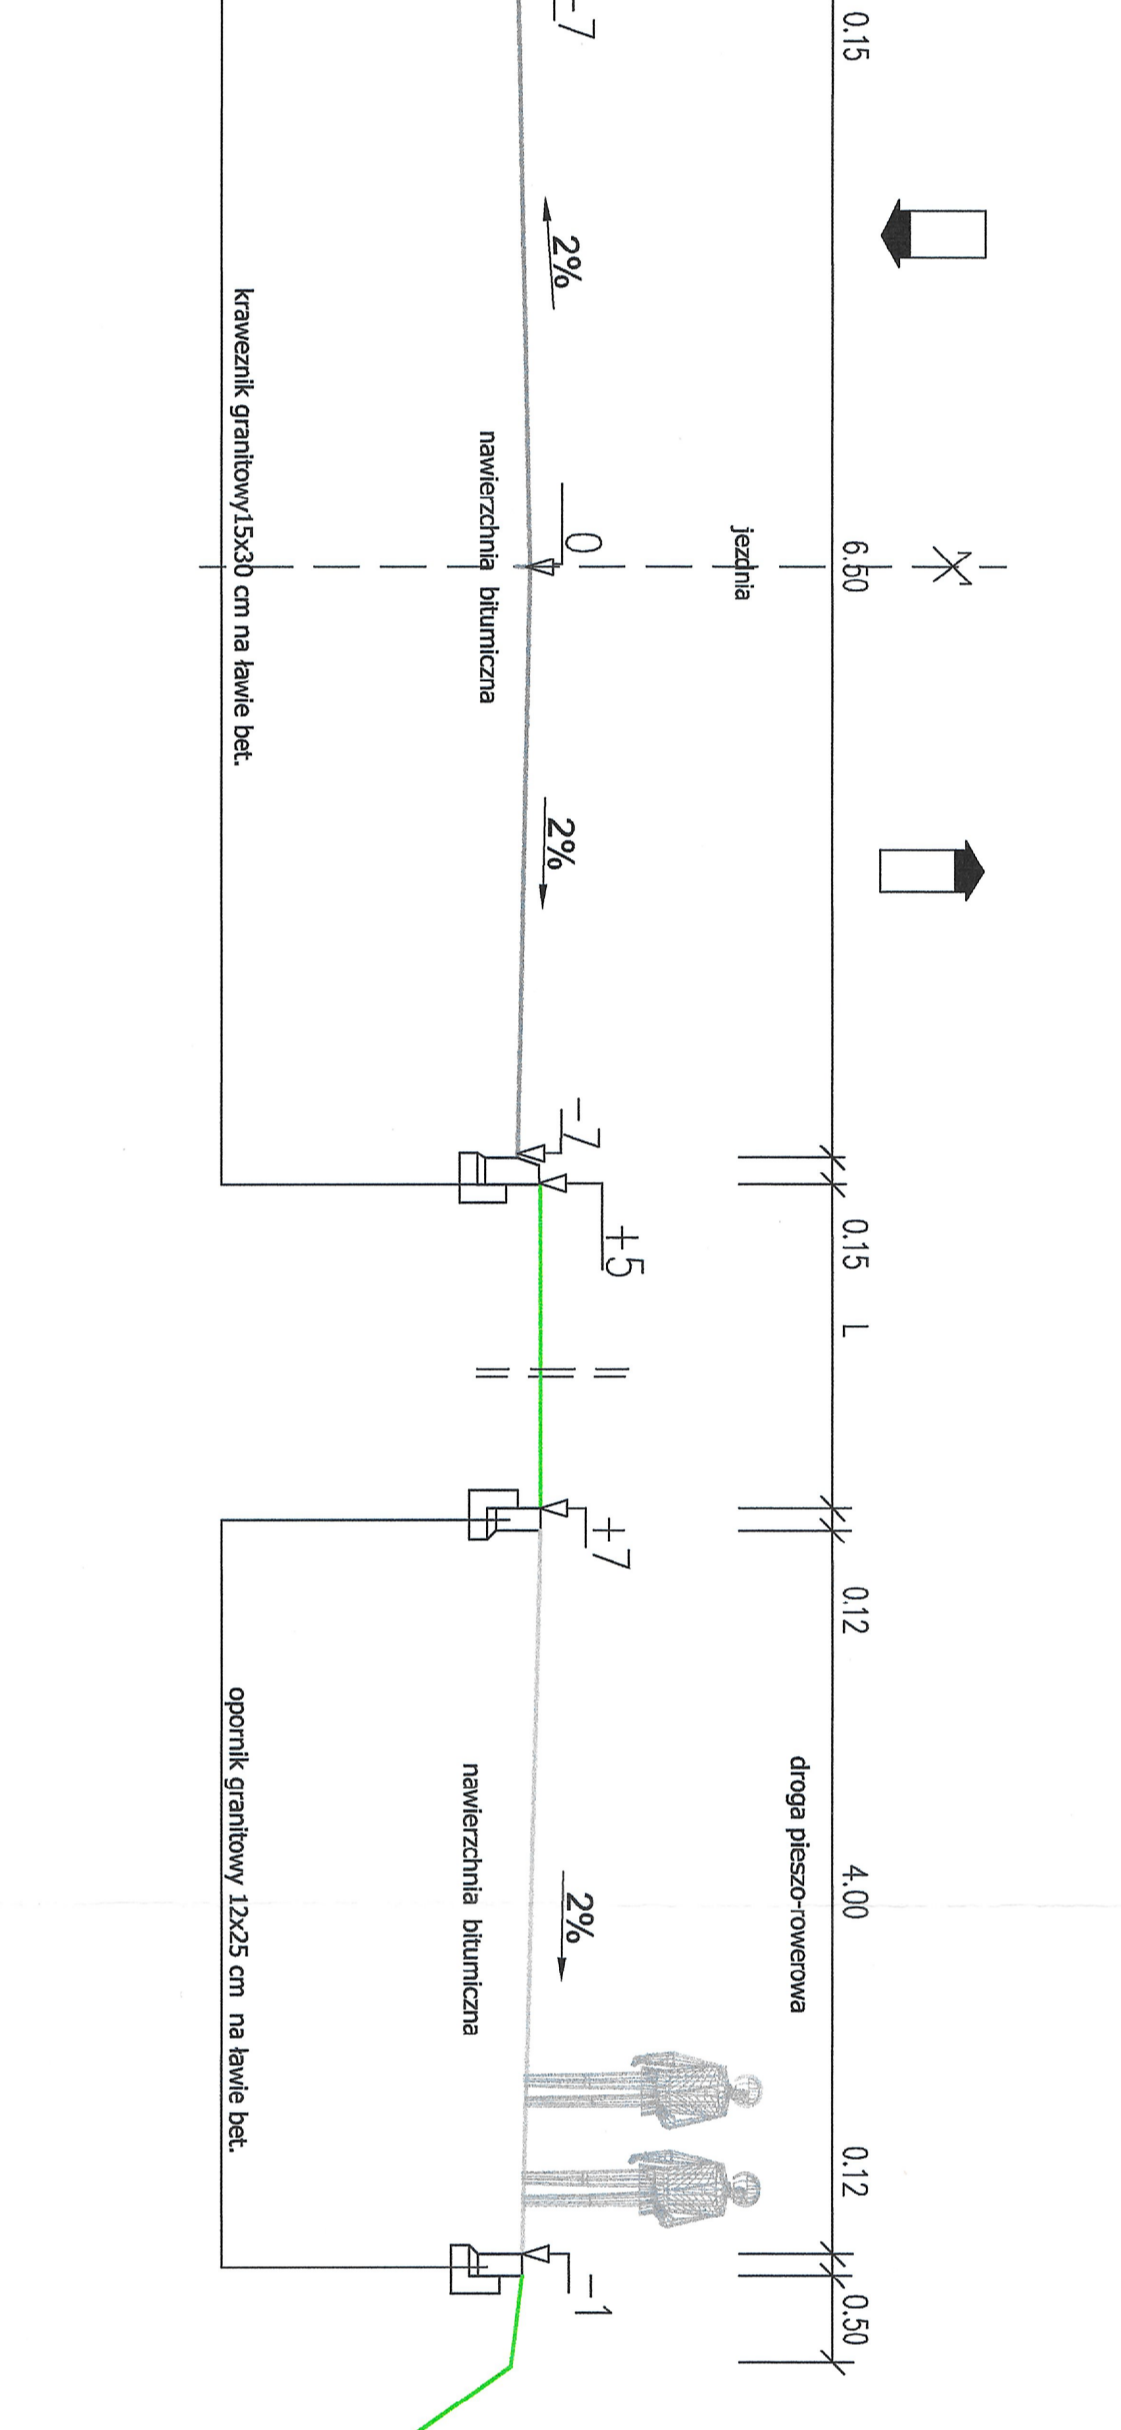 0.15
6.50
0.15
L
0.12
4.00
0.12
0.50
jezdnia
droga pieszo-rowerowa
-7
2%
0
2%
-7
+5
+7
2%
-1
nawierzchnia bitumiczna
nawierzchnia bitumiczna
kraweznik granitowy15x30 cm na ławie bet.
opornik granitowy 12x25 cm na ławie bet.